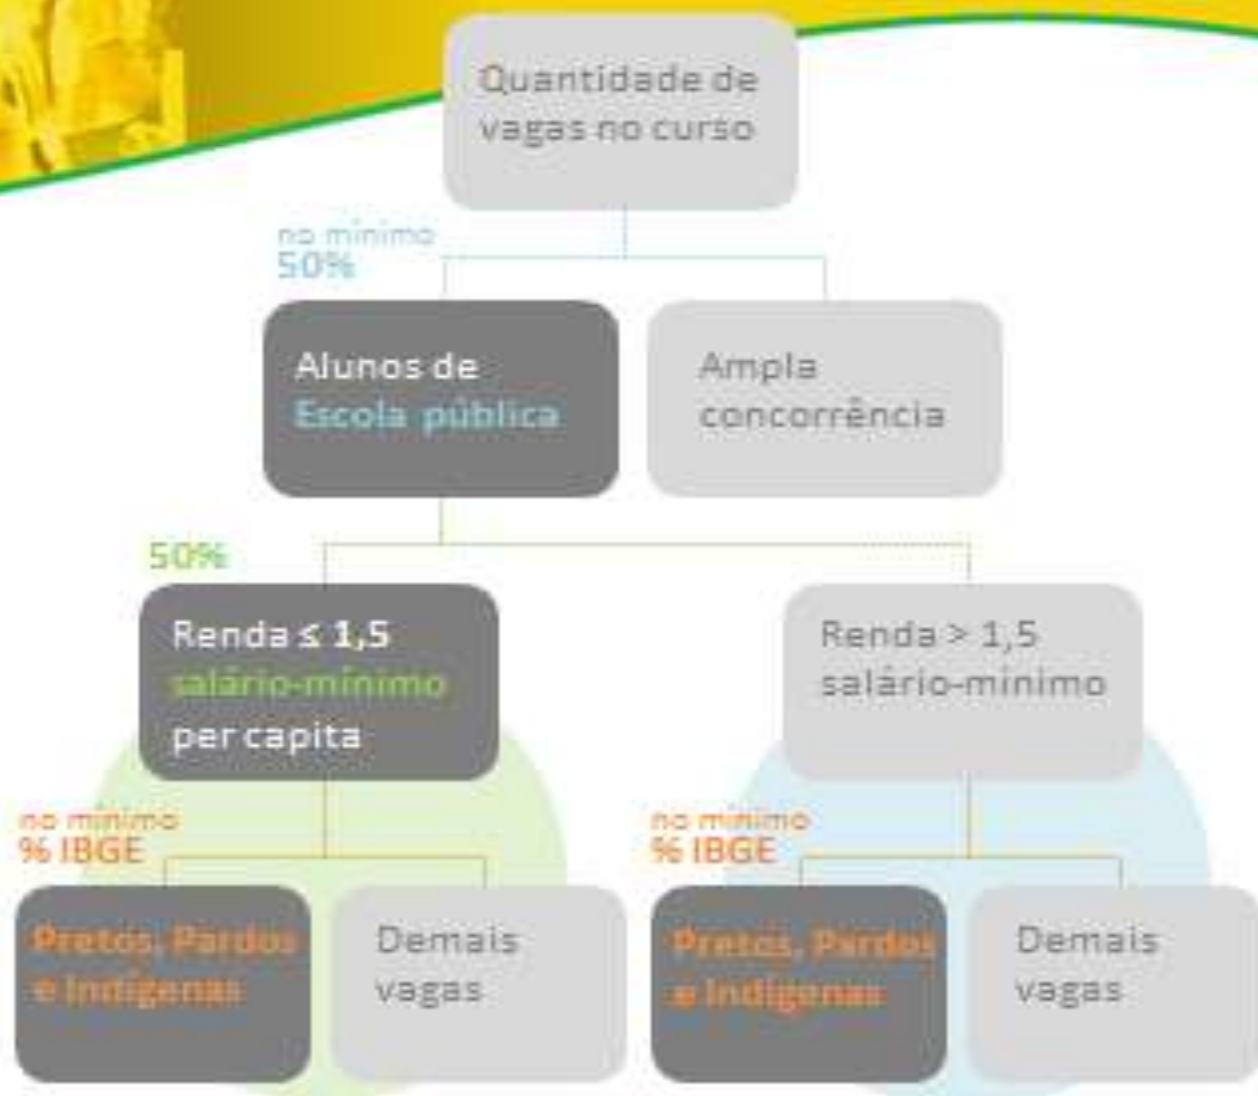 Quantidade de
vagas no curso
no mínimo
50%
Alunos de
Escola pública
Ampla
concorrência
50%
Renda ≤ 1,5
salário-mínimo
per capita
Renda > 1,5
salário-mínimo
no mínimo
% IBGE
Pretos, Pardos
e Indígenas
Demais
vagas
no mínimo
% IBGE
Pretos, Pardos
e Indígenas
Demais
vagas